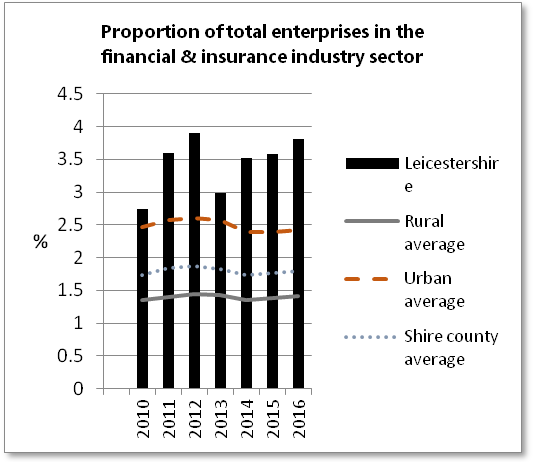 Proportion of total enterprises in the
financial & insurance industry sector
4.5
4
3.5
3
2.5
2
1.5
1
0.5
0
%
2010
2011
2012
2013
2014
2015
2016
Leicestershir
e
Rural
average
Urban
average
Shire county
average